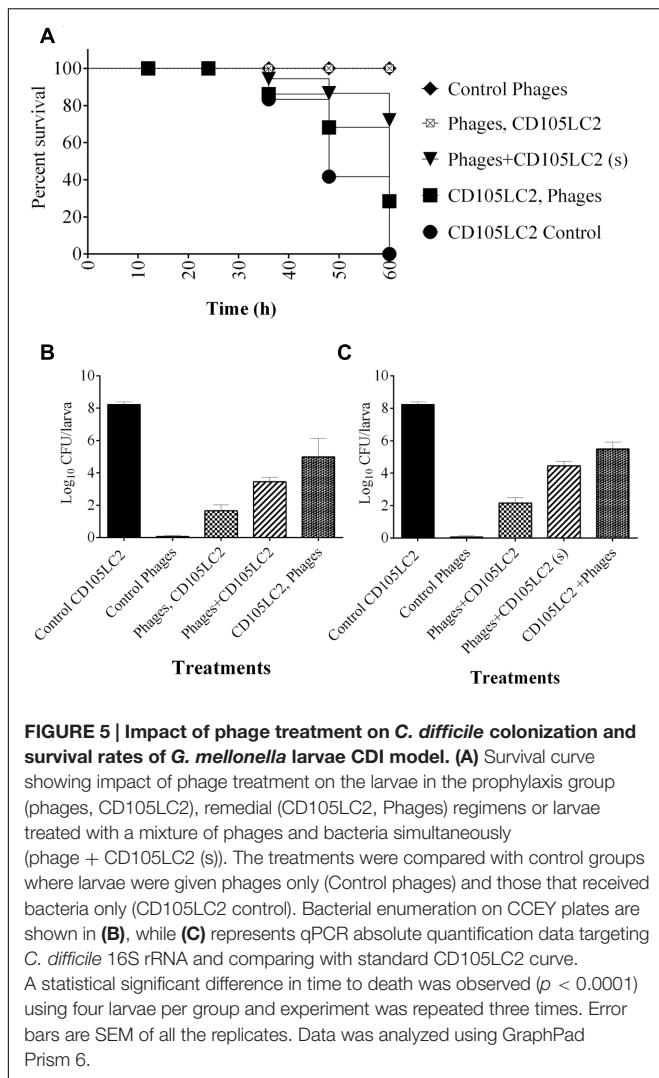 A
Percent survival
100
80
60
40
20
0
0 10 20 30 40 50 60
Time (h)
Control Phages
Phages, CD105LC2
Phages+CD105LC2 (s)
CD105LC2, Phages
CD105LC2 Control
B
Log10 CFU/larva
10
8
6
4
2
0
Control CD105LC2
Control Phages
Phages, CD105LC2
Phages+CD105LC2
CD105LC2, Phages
Treatments
C
Log10 CFU/larva
10
8
6
4
2
0
Control CD105LC2
Control Phages
Phages+CD105LC2
Phages+CD105LC2 (s)
CD105LC2 +Phages
Treatments
FIGURE 5 | Impact of phage treatment on C. difficile colonization and
survival rates of G. mellonella larvae CDI model. (A) Survival curve
showing impact of phage treatment on the larvae in the prophylaxis group
(phages, CD105LC2), remedial (CD105LC2, Phages) regimens or larvae
treated with a mixture of phages and bacteria simultaneously
(phage + CD105LC2 (s)). The treatments were compared with control groups
where larvae were given phages only (Control phages) and those that received
bacteria only (CD105LC2 control). Bacterial enumeration on CCEY plates are
shown in (B), while (C) represents qPCR absolute quantification data targeting
C. difficile 16S rRNA and comparing with standard CD105LC2 curve.
A statistical significant difference in time to death was observed (p < 0.0001)
using four larvae per group and experiment was repeated three times. Error
bars are SEM of all the replicates. Data was analyzed using GraphPad
Prism 6.